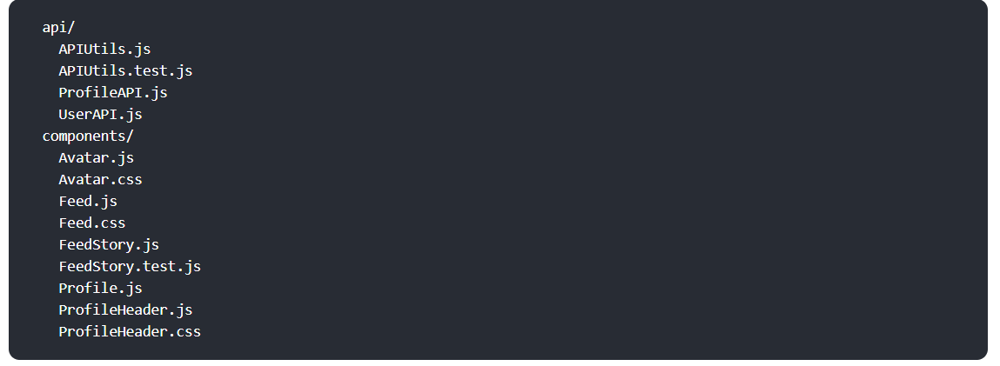 api/
  APIUtils.js
  APIUtils.test.js
  ProfileAPI.js
  UserAPI.js
components/
  Avatar.js
  Avatar.css
  Feed.js
  Feed.css
  FeedStory.js
  FeedStory.test.js
  Profile.js
  ProfileHeader.js
  ProfileHeader.css